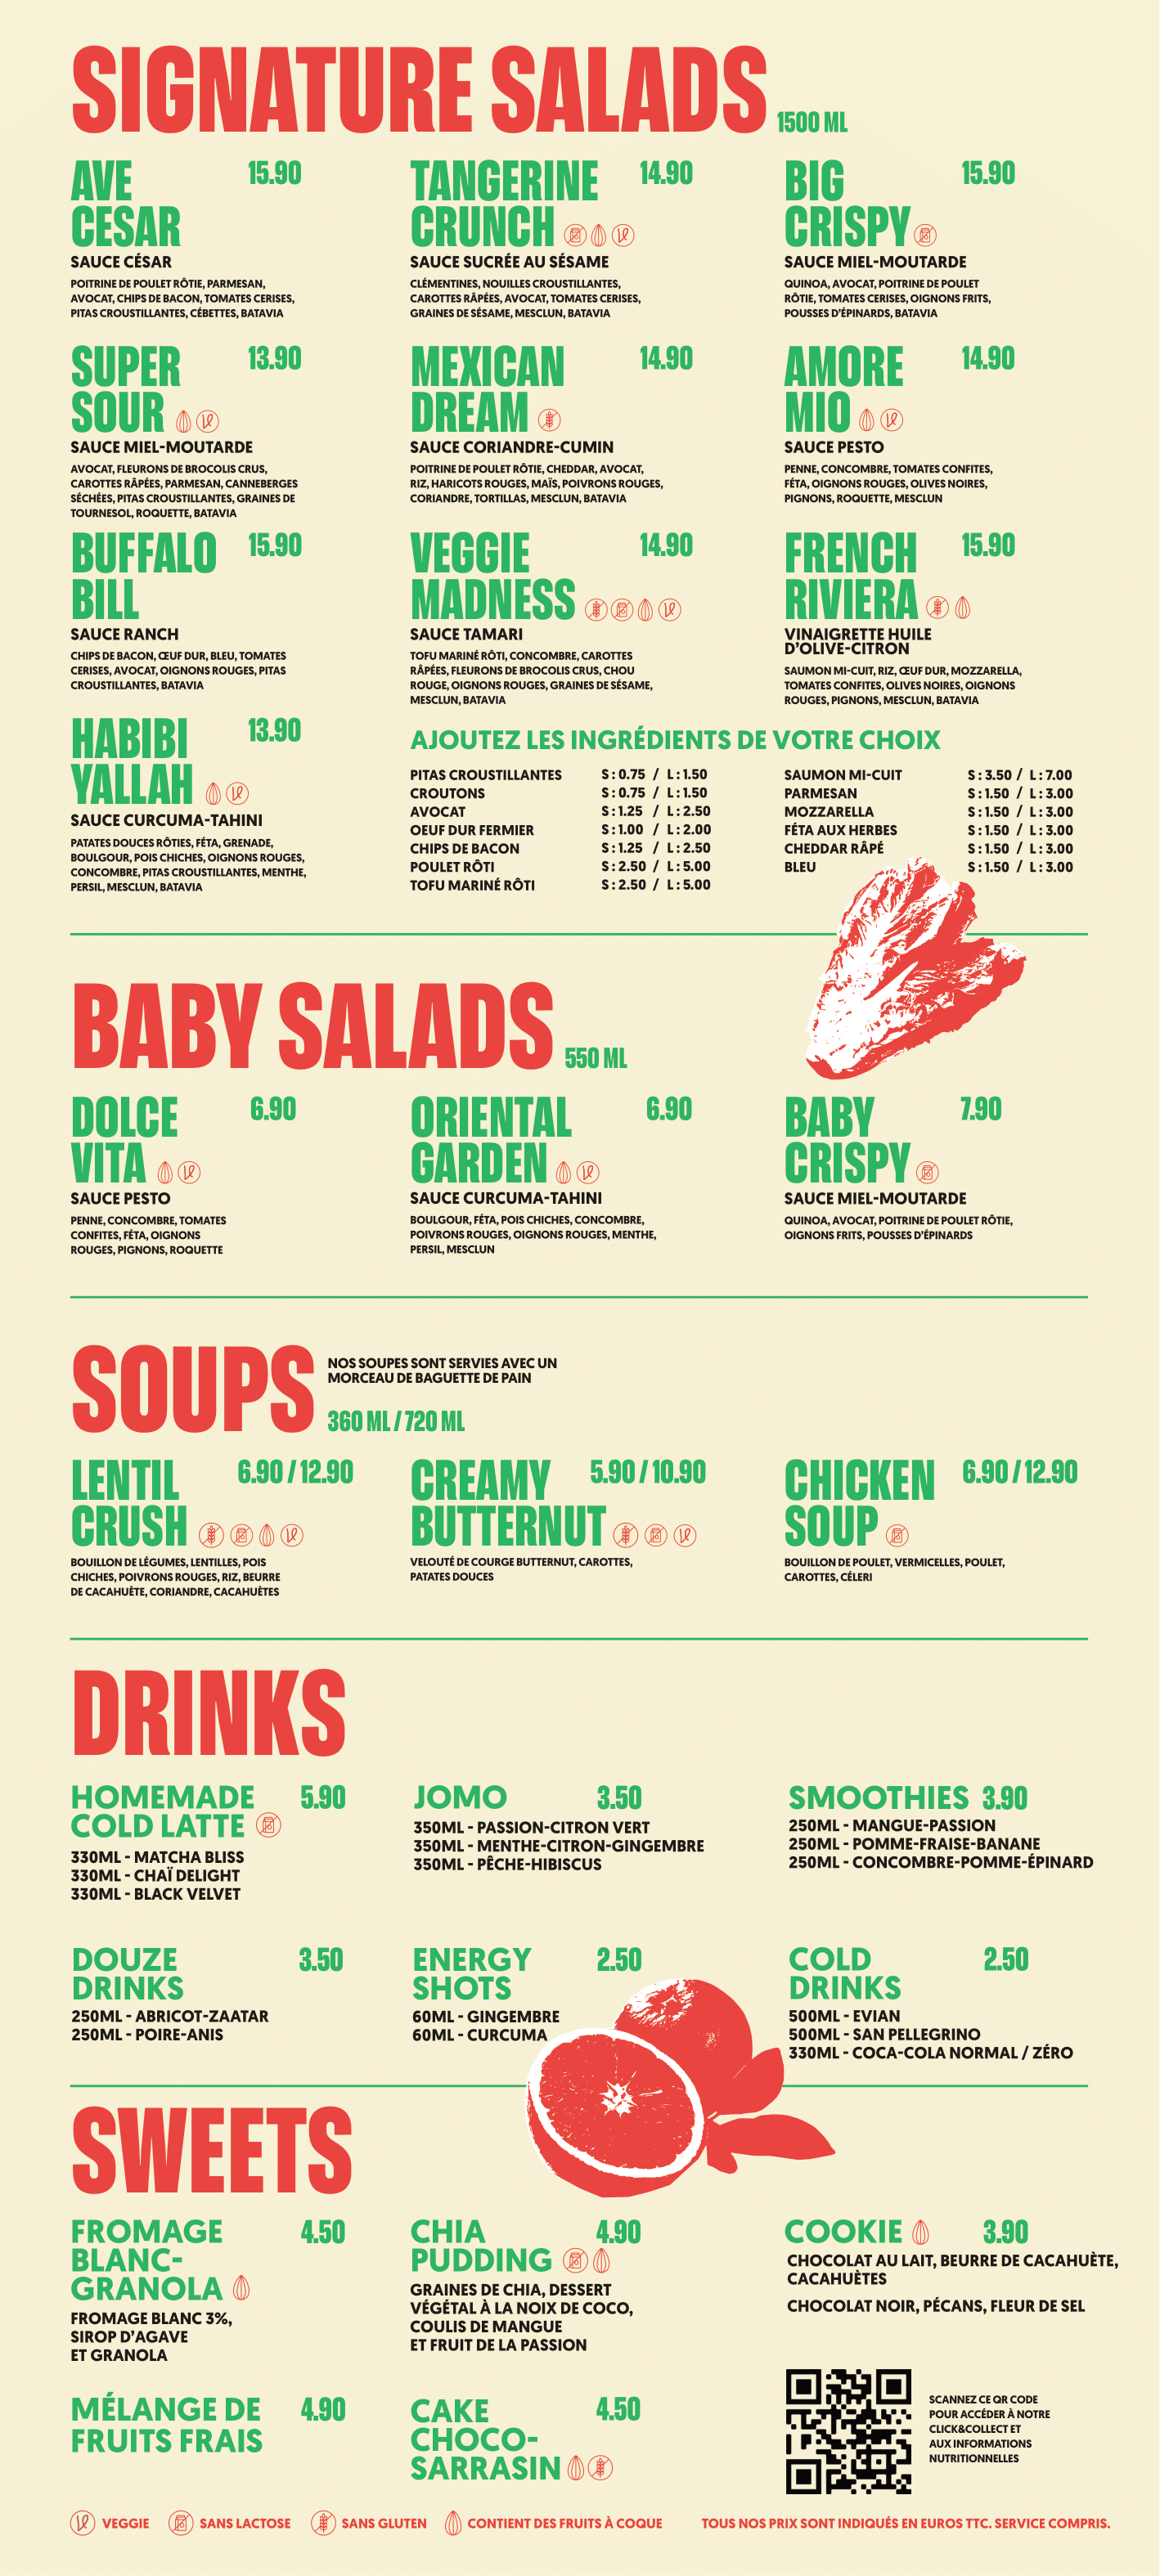 SIGNATURE SALADS 1500 ML
AVE 15.90
CESAR
SAUCE CÉSAR
POITRINE DE POULET RÔTIE, PARMESAN,
AVOCAT, CHIPS DE BACON, TOMATES CERISES,
PITAS CROUSTILLANTES, CÉBETTES, BATAVIA
TANGERINE 14.90
CRUNCH
SAUCE SUCRÉE AU SÉSAME
CLÉMENTINES, NOUILLES CROUSTILLANTES,
CAROTTES RÂPÉES, AVOCAT, TOMATES CERISES,
GRAINES DE SÉSAME, MESCLUN, BATAVIA
BIG 15.90
CRISPY
SAUCE MIEL-MOUTARDE
QUINOA, AVOCAT, POITRINE DE POULET
RÔTIE, TOMATES CERISES, OIGNONS FRITS,
POUSSES D'ÉPINARDS, BATAVIA
SUPER 13.90
SOUR
SAUCE MIEL-MOUTARDE
AVOCAT, FLEURONS DE BROCOLIS CRUS,
CAROTTES RÂPÉES, PARMESAN, CANNEBERGES
SÉCHÉES, PITAS CROUSTILLANTES, GRAINES DE
TOURNESOL, ROQUETTE, BATAVIA
MEXICAN 14.90
DREAM
SAUCE CORIANDRE-CUMIN
POITRINE DE POULET RÔTIE, CHEDDAR, AVOCAT,
RIZ, HARICOTS ROUGES, MAÏS, POIVRONS ROUGES,
CORIANDRE, TORTILLAS, MESCLUN, BATAVIA
AMORE 14.90
MIO
SAUCE PESTO
PENNE, CONCOMBRE, TOMATES CONFITES,
FÉTA, OIGNONS ROUGES, OLIVES NOIRES,
PIGNONS, ROQUETTE, MESCLUN
BUFFALO 15.90
BILL
SAUCE RANCH
CHIPS DE BACON, ŒUF DUR, BLEU, TOMATES
CERISES, AVOCAT, OIGNONS ROUGES, PITAS
CROUSTILLANTES, BATAVIA
VEGGIE 14.90
MADNESS
SAUCE TAMARI
TOFU MARINÉ RÔTI, CONCOMBRE, CAROTTES
RÂPÉES, FLEURONS DE BROCOLIS CRUS, CHOU
ROUGE, OIGNONS ROUGES, GRAINES DE SÉSAME,
MESCLUN, BATAVIA
FRENCH 15.90
RIVIERA
VINAIGRETTE HUILE
D'OLIVE-CITRON
SAUMON MI-CUIT, RIZ, ŒUF DUR, MOZZARELLA,
TOMATES CONFITES, OLIVES NOIRES, OIGNONS
ROUGES, PIGNONS, MESCLUN, BATAVIA
HABIBI 13.90
YALLAH
SAUCE CURCUMA-TAHINI
PATATES DOUCES RÔTIES, FÉTA, GRENADE,
BOULGOUR, POIS CHICHES, OIGNONS ROUGES,
CONCOMBRE, PITAS CROUSTILLANTES, MENTHE,
PERSIL, MESCLUN, BATAVIA
AJOUTEZ LES INGRÉDIENTS DE VOTRE CHOIX
PITAS CROUSTILLANTES S : 0.75 / L : 1.50
CROUTONS S : 0.75 / L : 1.50
AVOCAT S : 1.25 / L : 2.50
OEUF DUR FERMIER S : 1.00 / L : 2.00
CHIPS DE BACON S : 1.25 / L : 2.50
POULET RÔTI S : 2.50 / L : 5.00
TOFU MARINÉ RÔTI S : 2.50 / L : 5.00
SAUMON MI-CUIT S : 3.50 / L : 7.00
PARMESAN S : 1.50 / L : 3.00
MOZZARELLA S : 1.50 / L : 3.00
FÉTA AUX HERBES S : 1.50 / L : 3.00
CHEDDAR RÂPÉ S : 1.50 / L : 3.00
BLEU S : 1.50 / L : 3.00
BABY SALADS 550 ML
DOLCE 6.90
VITA
SAUCE PESTO
PENNE, CONCOMBRE, TOMATES
CONFITES, FÉTA, OIGNONS
ROUGES, PIGNONS, ROQUETTE
ORIENTAL 6.90
GARDEN
SAUCE CURCUMA-TAHINI
BOULGOUR, FÉTA, POIS CHICHES, CONCOMBRE,
POIVRONS ROUGES, OIGNONS ROUGES, MENTHE,
PERSIL, MESCLUN
BABY 7.90
CRISPY
SAUCE MIEL-MOUTARDE
QUINOA, AVOCAT, POITRINE DE POULET RÔTIE,
OIGNONS FRITS, POUSSES D'ÉPINARDS
SOUPS
NOS SOUPES SONT SERVIES AVEC UN
MORCEAU DE BAGUETTE DE PAIN
360 ML / 720 ML
LENTIL 6.90 / 12.90
CRUSH
BOUILLON DE LÉGUMES, LENTILLES, POIS
CHICHES, POIVRONS ROUGES, RIZ, BEURRE
DE CACAHUÈTE, CORIANDRE, CACAHUÈTES
CREAMY 5.90 / 10.90
BUTTERNUT
VELOUTÉ DE COURGE BUTTERNUT, CAROTTES,
PATATES DOUCES
CHICKEN 6.90 / 12.90
SOUP
BOUILLON DE POULET, VERMICELLES, POULET,
CAROTTES, CÉLERI
DRINKS
HOMEMADE 5.90
COLD LATTE
330ML - MATCHA BLISS
330ML - CHAÏ DELIGHT
330ML - BLACK VELVET
JOMO 3.50
350ML - PASSION-CITRON VERT
350ML - MENTHE-CITRON-GINGEMBRE
350ML - PÊCHE-HIBISCUS
SMOOTHIES 3.90
250ML - MANGUE-PASSION
250ML - POMME-FRAISE-BANANE
250ML - CONCOMBRE-POMME-ÉPINARD
DOUZE 3.50
DRINKS
250ML - ABRICOT-ZAATAR
250ML - POIRE-ANIS
ENERGY 2.50
SHOTS
60ML - GINGEMBRE
60ML - CURCUMA
COLD 2.50
DRINKS
500ML - EVIAN
500ML - SAN PELLEGRINO
330ML - COCA-COLA NORMAL / ZÉRO
SWEETS
FROMAGE 4.50
BLANC-
GRANOLA
FROMAGE BLANC 3%,
SIROP D'AGAVE
ET GRANOLA
CHIA 4.90
PUDDING
GRAINES DE CHIA, DESSERT
VÉGÉTAL À LA NOIX DE COCO,
COULIS DE MANGUE
ET FRUIT DE LA PASSION
COOKIE 3.90
CHOCOLAT AU LAIT, BEURRE DE CACAHUÈTE,
CACAHUÈTES
CHOCOLAT NOIR, PÉCANS, FLEUR DE SEL
MÉLANGE DE 4.90
FRUITS FRAIS
CAKE 4.50
CHOCO-
SARRASIN
SCANNEZ CE QR CODE
POUR ACCÉDER À NOTRE
CLICK&COLLECT ET
AUX INFORMATIONS
NUTRITIONNELLES
VEGGIE SANS LACTOSE SANS GLUTEN CONTIENT DES FRUITS À COQUE TOUS NOS PRIX SONT INDIQUÉS EN EUROS TTC. SERVICE COMPRIS.